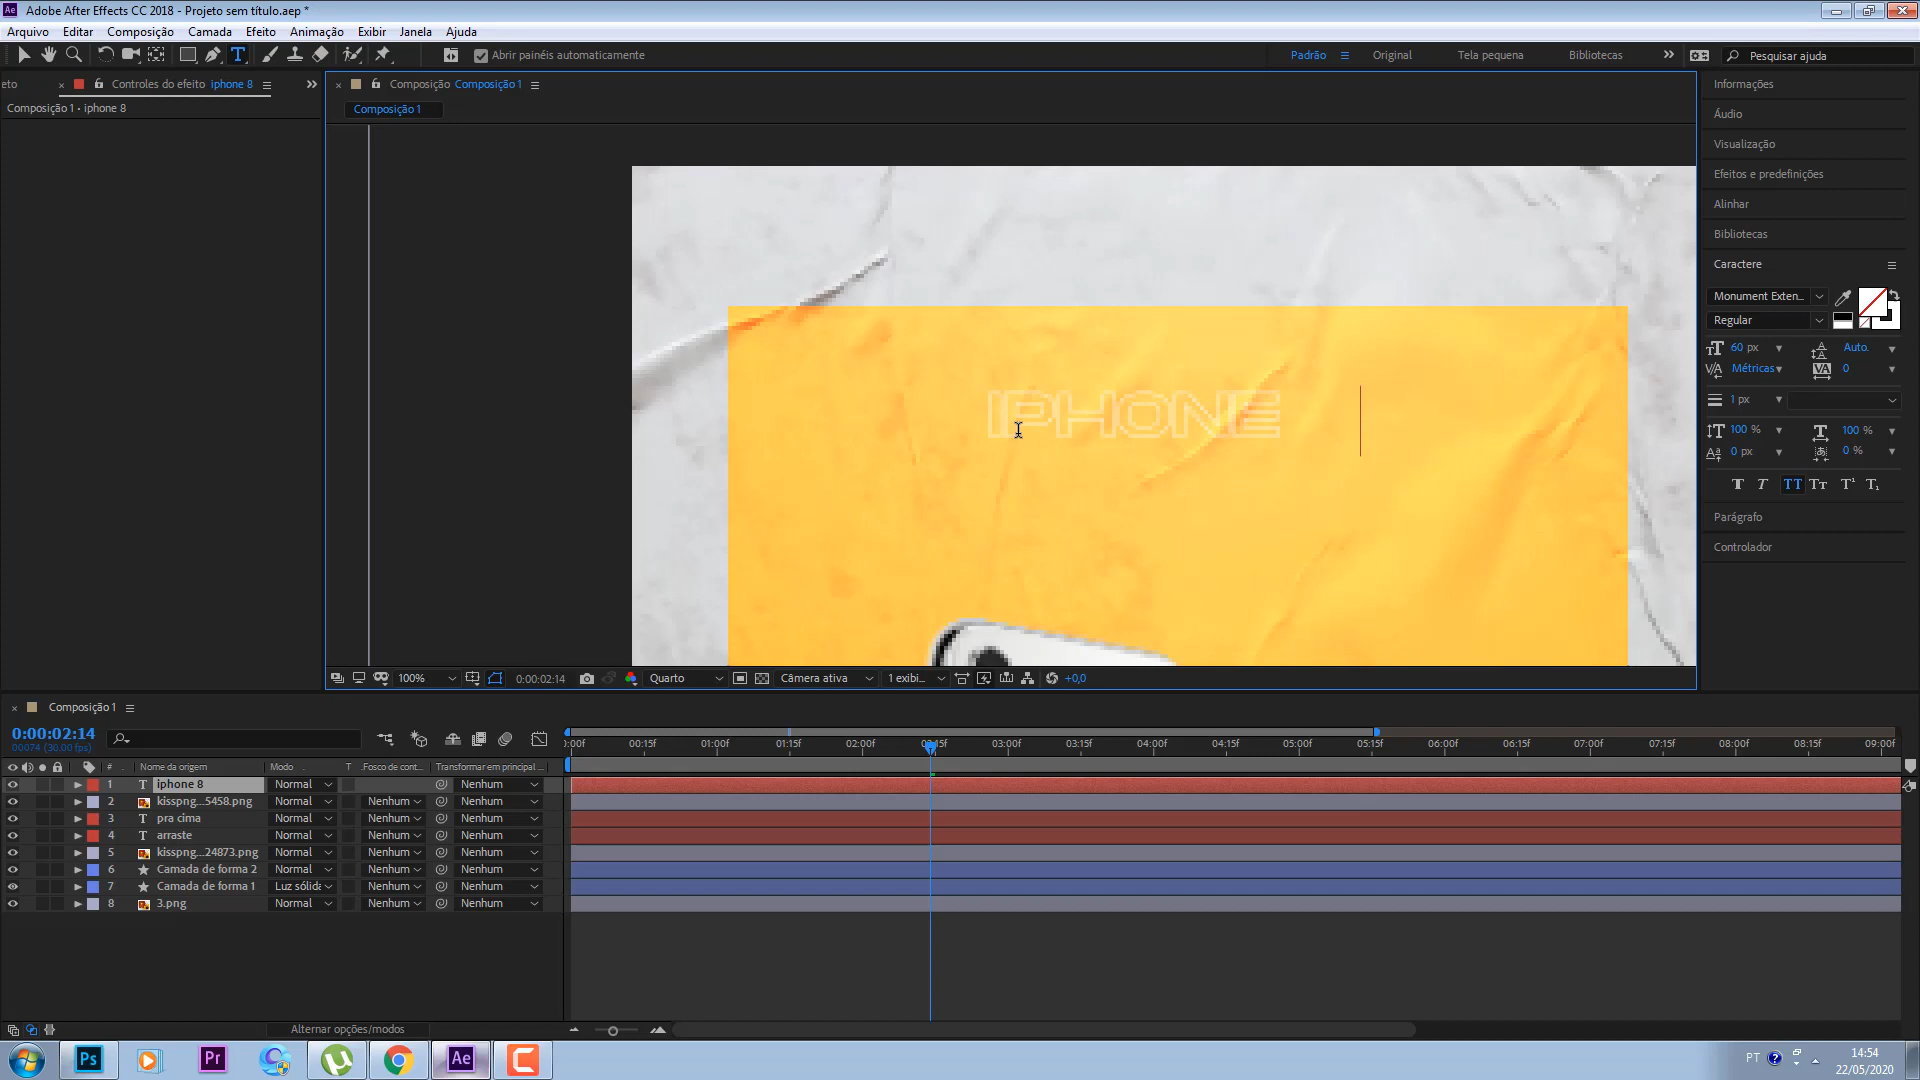 Adobe After Effects CC 2018 - Projeto sem título.aep *
Arquivo Editar Composição Camada Efeito Animação Exibir Janela Ajuda
Abrir painéis automaticamente Padrão Original Tela pequena Bibliotecas Pesquisar ajuda
eto Controles do efeito iphone 8
Composição Composição 1
Composição 1 • iphone 8
Composição 1
Informações
Áudio
Visualização
Efeitos e predefinições
Alinhar
Bibliotecas
Caractere
Monument Exten...
Regular
60 px Auto.
Métricas 0
1 px
100 % 100 %
0 px 0 %
Parágrafo
Controlador
IPHONE
100% 0:00:02:14 Quarto Câmera ativa 1 exibi... +0,0
Composição 1
0:00:02:14
00074 (30.00 fps)
:00f 00:15f 01:00f 01:15f 02:00f 03:00f 03:15f 04:00f 04:15f 05:00f 05:15f 06:00f 06:15f 07:00f 07:15f 08:00f 08:15f 09:00f
# Nome da origem Modo T .Fosco de cont... Transformar em principal ...
1 T iphone 8 Normal Nenhum
2 kisspng...5458.png Normal Nenhum Nenhum
3 T pra cima Normal Nenhum Nenhum
4 T arraste Normal Nenhum Nenhum
5 kisspng...24873.png Normal Nenhum Nenhum
6 Camada de forma 2 Normal Nenhum Nenhum
7 Camada de forma 1 Luz sólida Nenhum Nenhum
8 3.png Normal Nenhum Nenhum
Alternar opções/modos
Ps Pr Ae
PT
14:54
22/05/2020